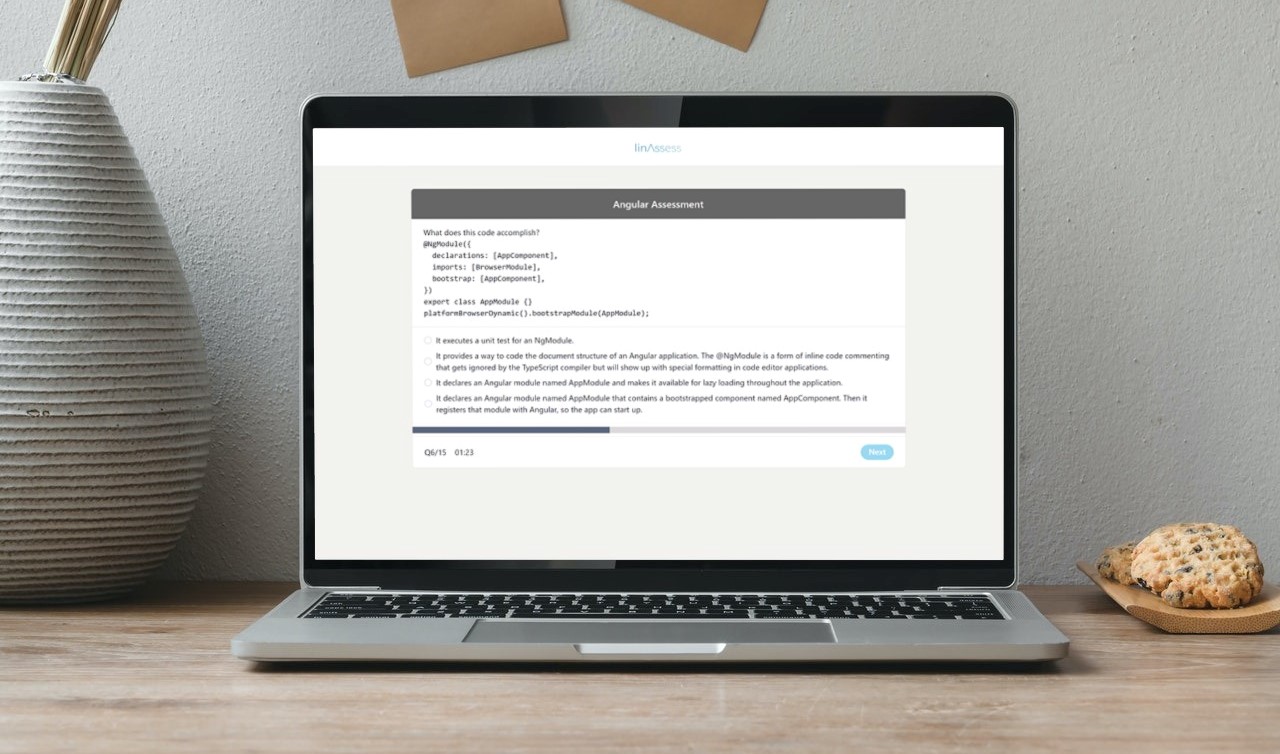 linAssess
Angular Assessment
What does this code accomplish?
@NgModule({
  declarations: [AppComponent],
  imports: [BrowserModule],
  bootstrap: [AppComponent],
})
export class AppModule {}
platformBrowserDynamic().bootstrapModule(AppModule);
It executes a unit test for an NgModule.
It provides a way to code the document structure of an Angular application. The @NgModule is a form of inline code commenting
that gets ignored by the TypeScript compiler but will show up with special formatting in code editor applications.
It declares an Angular module named AppModule and makes it available for lazy loading throughout the application.
It declares an Angular module named AppModule that contains a bootstrapped component named AppComponent. Then it
registers that module with Angular, so the app can start up.
Q6/15 01:23
Next